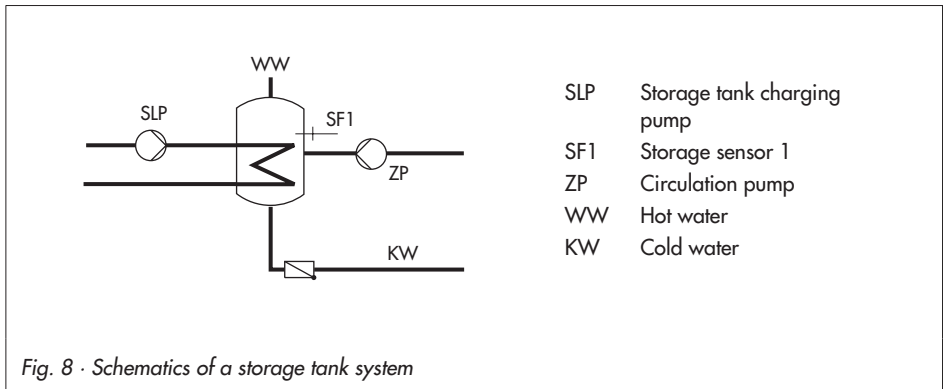 WW
SLP
SF1
ZP
KW
SLP Storage tank charging
pump
SF1 Storage sensor 1
ZP Circulation pump
WW Hot water
KW Cold water
Fig. 8 · Schematics of a storage tank system